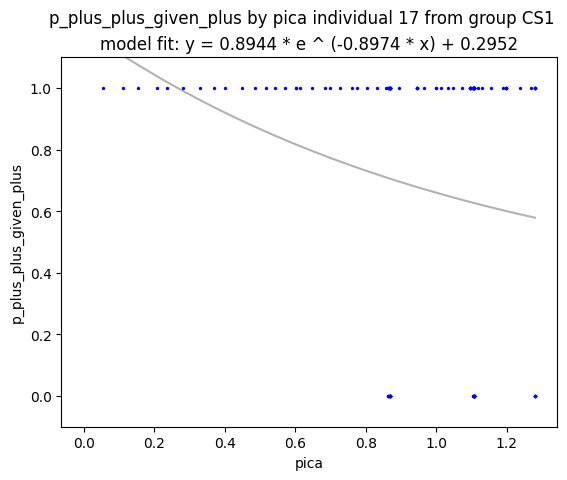 p_plus_plus_given_plus by pica individual 17 from group CS1
model fit: y = 0.8944 * e ^ (-0.8974 * x) + 0.2952
p_plus_plus_given_plus
1.0
0.8
0.6
0.4
0.2
0.0
0.0 0.2 0.4 0.6 0.8 1.0 1.2
pica